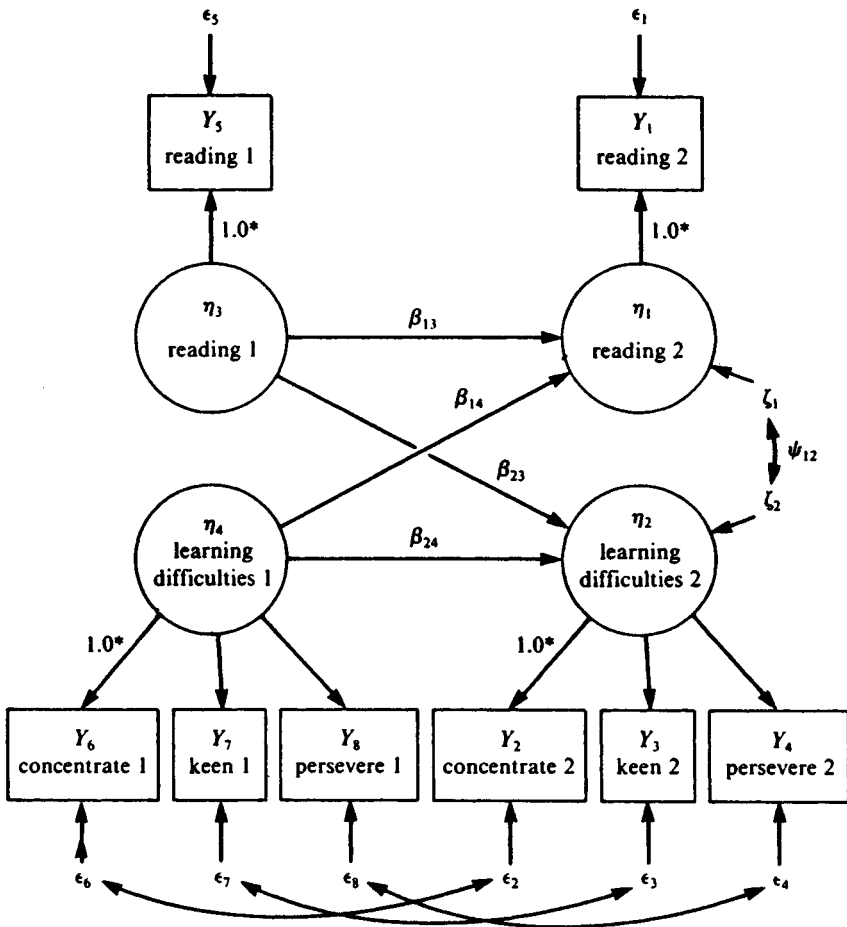 ϵ₅ ϵ₁
Y₅ Y₁
reading 1 reading 2
1.0* 1.0*
η₃ η₁
reading 1 β₁₃ reading 2
β₁₄ ζ₁
ψ₁₂
β₂₃
ζ₂
η₄ η₂
learning β₂₄ learning
difficulties 1 difficulties 2
1.0* 1.0*
Y₆ Y₇ Y₈ Y₂ Y₃ Y₄
concentrate 1 keen 1 persevere 1 concentrate 2 keen 2 persevere 2
ϵ₆ ϵ₇ ϵ₈ ϵ₂ ϵ₃ ϵ₄